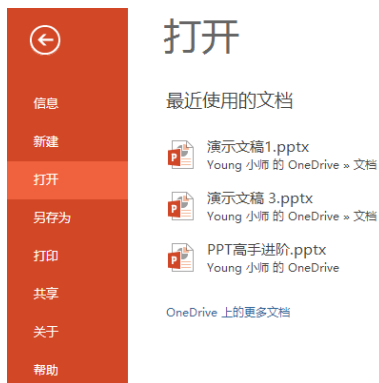 打开
信息
新建
打开
另存为
打印
共享
关于
帮助
最近使用的文档
演示文稿1.pptx
Young 小师 的 OneDrive » 文档
演示文稿 3.pptx
Young 小师 的 OneDrive » 文档
PPT高手进阶.pptx
Young 小师 的 OneDrive
OneDrive 上的更多文档